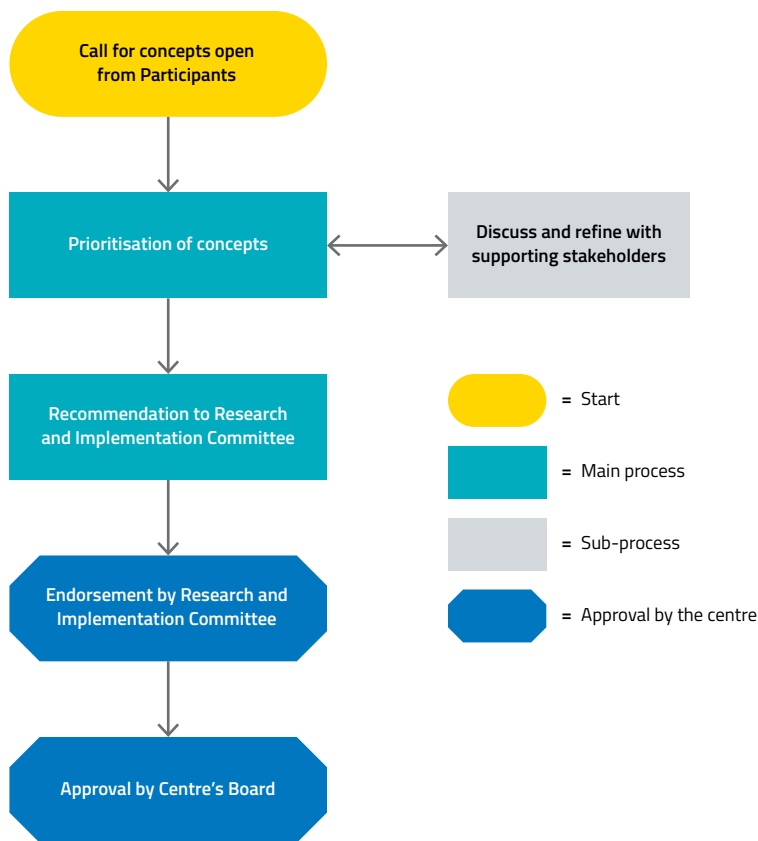 Call for concepts open
from Participants
Prioritisation of concepts
Discuss and refine with
supporting stakeholders
Recommendation to Research
and Implementation Committee
= Start
= Main process
= Sub-process
= Approval by the centre
Endorsement by Research and
Implementation Committee
Approval by Centre’s Board